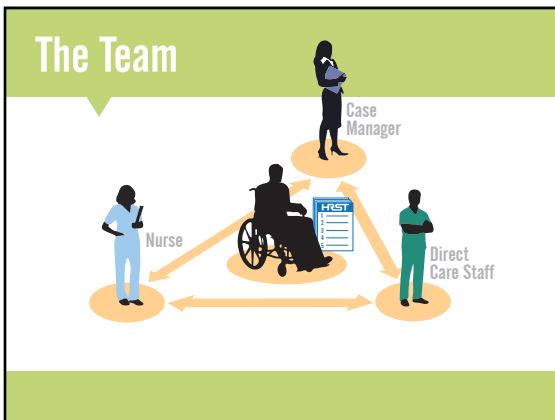 The Team
Case
Manager
HRST
1
2
3
4
5
Nurse
Direct
Care Staff